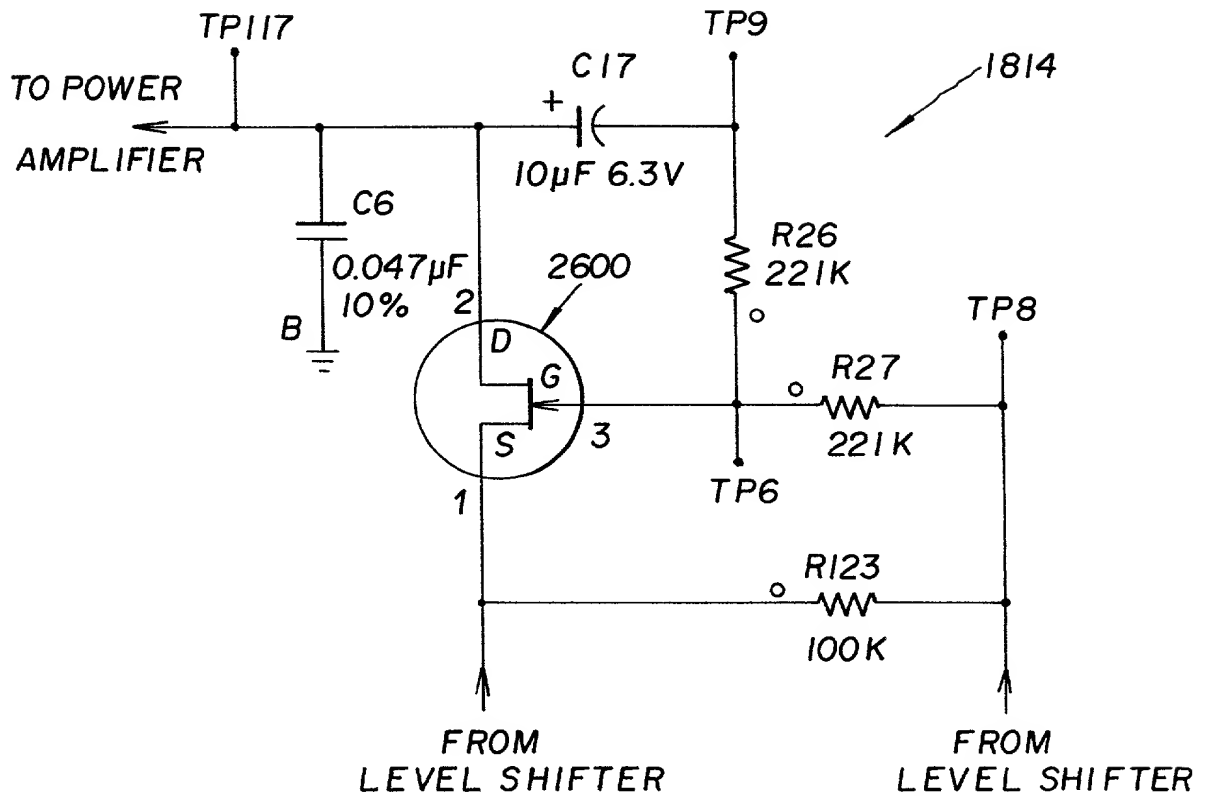 TP117
TP9
C17
1814
TO POWER
+
AMPLIFIER
10µF 6.3V
C6
R26
0.047µF
2600
221K
10%
2
TP8
B
D
R27
G
S
3
221K
1
TP6
R123
100K
FROM
LEVEL SHIFTER
FROM
LEVEL SHIFTER